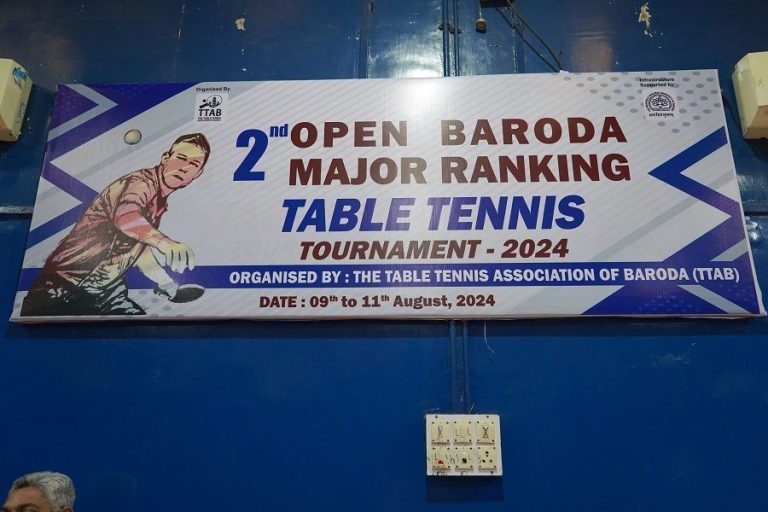 Organised By
TTAB
Infrastructure
Supported by
2nd OPEN BARODA
MAJOR RANKING
TABLE TENNIS
TOURNAMENT - 2024
ORGANISED BY : THE TABLE TENNIS ASSOCIATION OF BARODA (TTAB)
DATE : 09th to 11th August, 2024